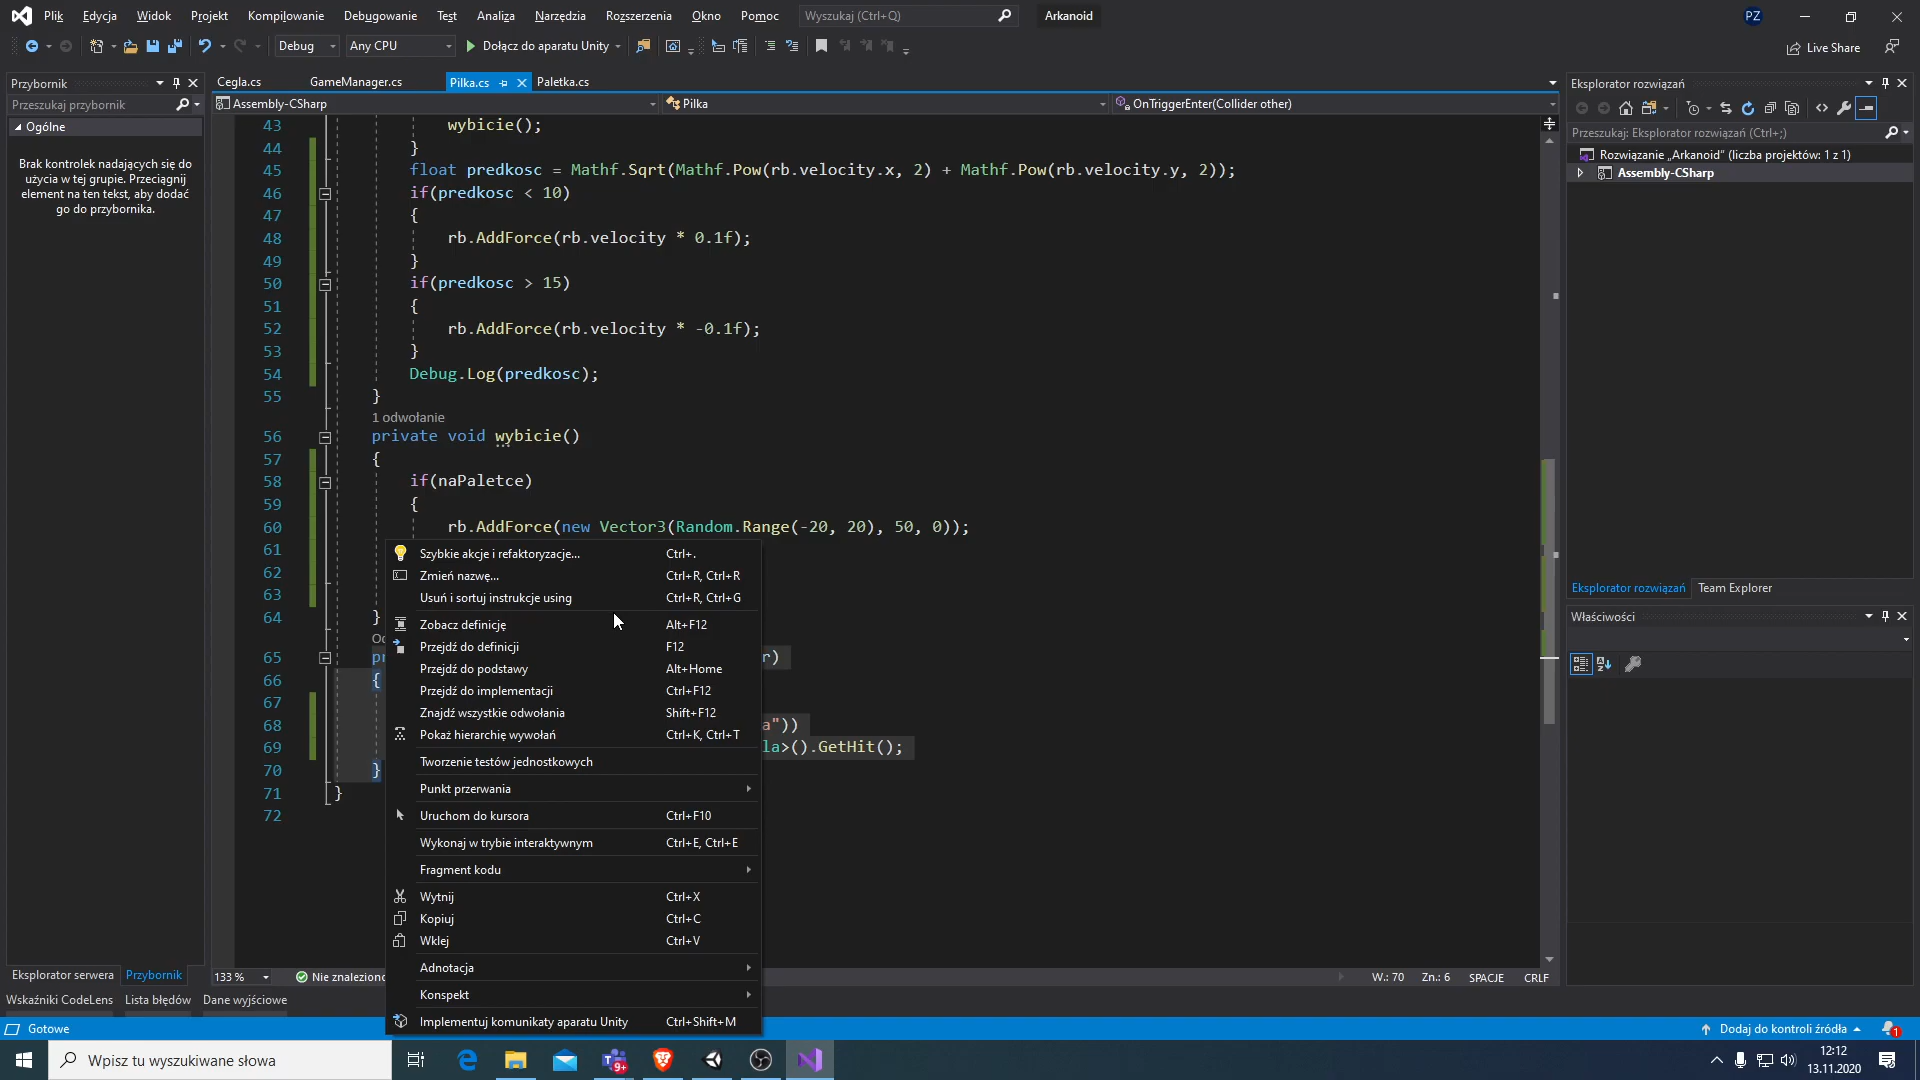 Plik Edycja Widok Projekt Kompilowanie Debugowanie Test Analiza Narzędzia Rozszerzenia Okno Pomoc Wyszukaj (Ctrl+Q) Arkanoid PZ
Debug Any CPU Dołącz do aparatu Unity Live Share
Przybornik
Przeszukaj przybornik
Ogólne
Brak kontrolek nadających się do
użycia w tej grupie. Przeciągnij
element na ten tekst, aby dodać
go do przybornika.
Eksplorator serwera Przybornik
Cegla.cs GameManager.cs Pilka.cs Paletka.cs
Assembly-CSharp Pilka OnTriggerEnter(Collider other)
43 wybicie();
44 }
45 float predkosc = Mathf.Sqrt(Mathf.Pow(rb.velocity.x, 2) + Mathf.Pow(rb.velocity.y, 2));
46 if(predkosc < 10)
47 {
48 rb.AddForce(rb.velocity * 0.1f);
49 }
50 if(predkosc > 15)
51 {
52 rb.AddForce(rb.velocity * -0.1f);
53 }
54 Debug.Log(predkosc);
55 }
1 odwołanie
56 private void wybicie()
57 {
58 if(naPaletce)
59 {
60 rb.AddForce(new Vector3(Random.Range(-20, 20), 50, 0));
61
62
63
64 }
65 r)
66 {
67
68 a"))
69 la>().GetHit();
70 }
71 }
72
Szybkie akcje i refaktoryzacje... Ctrl+.
Zmień nazwę... Ctrl+R, Ctrl+R
Usuń i sortuj instrukcje using Ctrl+R, Ctrl+G
Zobacz definicję Alt+F12
Przejdź do definicji F12
Przejdź do podstawy Alt+Home
Przejdź do implementacji Ctrl+F12
Znajdź wszystkie odwołania Shift+F12
Pokaż hierarchię wywołań Ctrl+K, Ctrl+T
Tworzenie testów jednostkowych
Punkt przerwania
Uruchom do kursora Ctrl+F10
Wykonaj w trybie interaktywnym Ctrl+E, Ctrl+E
Fragment kodu
Wytnij Ctrl+X
Kopiuj Ctrl+C
Wklej Ctrl+V
Adnotacja
Konspekt
Implementuj komunikaty aparatu Unity Ctrl+Shift+M
133 % Nie znaleziono W.: 70 Zn.: 6 SPACJE CRLF
Eksplorator rozwiązań
Przeszukaj: Eksplorator rozwiązań (Ctrl+;)
Rozwiązanie „Arkanoid” (liczba projektów: 1 z 1)
Assembly-CSharp
Eksplorator rozwiązań Team Explorer
Właściwości
Wskaźniki CodeLens Lista błędów Dane wyjściowe
Gotowe Dodaj do kontroli źródła 1
Wpisz tu wyszukiwane słowa 9+ 12:12
13.11.2020